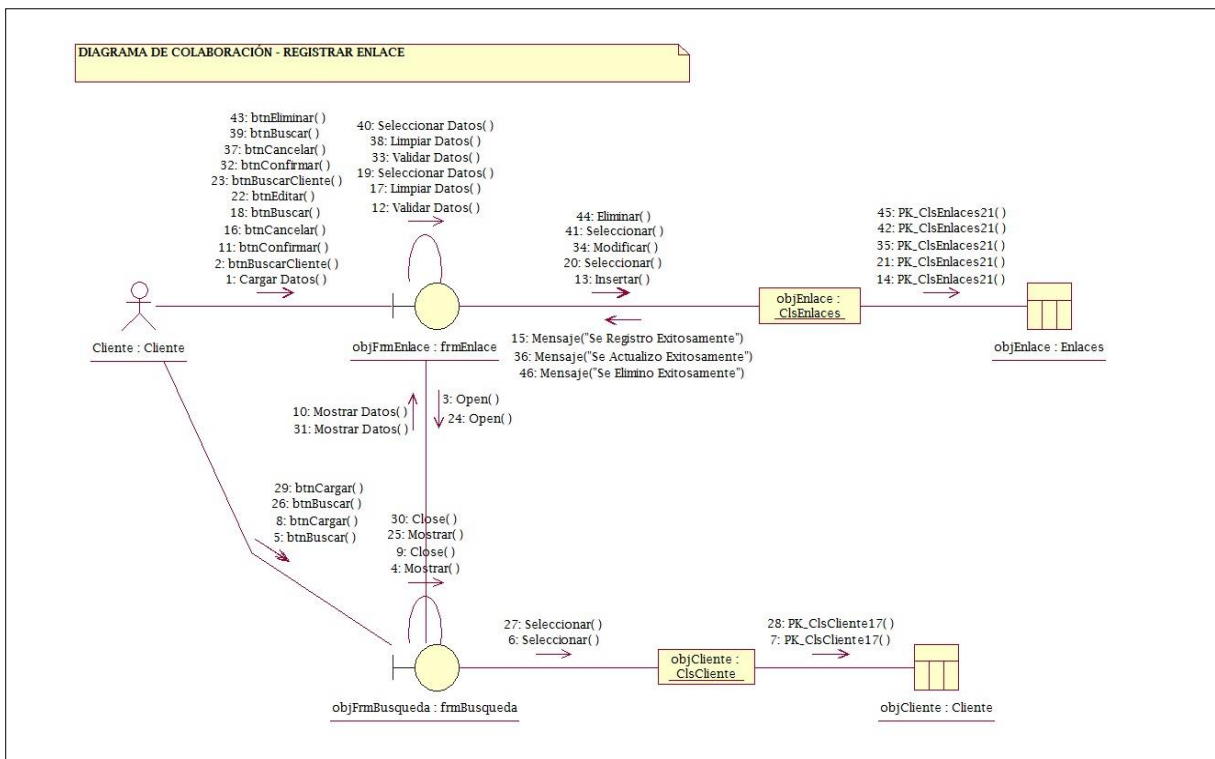 DIAGRAMA DE COLABORACIÓN - REGISTRAR ENLACE
43: btnEliminar( )
39: btnBuscar( )
37: btnCancelar( )
32: btnConfirmar( )
23: btnBuscarCliente( )
22: btnEditar( )
18: btnBuscar( )
16: btnCancelar( )
11: btnConfirmar( )
2: btnBuscarCliente( )
1: Cargar Datos( )
40: Seleccionar Datos( )
38: Limpiar Datos( )
33: Validar Datos( )
19: Seleccionar Datos( )
17: Limpiar Datos( )
12: Validar Datos( )
44: Eliminar( )
41: Seleccionar( )
34: Modificar( )
20: Seleccionar( )
13: Insertar( )
45: PK_ClsEnlaces21( )
42: PK_ClsEnlaces21( )
35: PK_ClsEnlaces21( )
21: PK_ClsEnlaces21( )
14: PK_ClsEnlaces21( )
Cliente : Cliente
objFrmEnlace : frmEnlace
objEnlace :
ClsEnlaces
objEnlace : Enlaces
15: Mensaje("Se Registro Exitosamente")
36: Mensaje("Se Actualizo Exitosamente")
46: Mensaje("Se Elimino Exitosamente")
10: Mostrar Datos( )
31: Mostrar Datos( )
3: Open( )
24: Open( )
29: btnCargar( )
26: btnBuscar( )
8: btnCargar( )
5: btnBuscar( )
30: Close( )
25: Mostrar( )
9: Close( )
4: Mostrar( )
27: Seleccionar( )
6: Seleccionar( )
28: PK_ClsCliente17( )
7: PK_ClsCliente17( )
objFrmBusqueda : frmBusqueda
objCliente :
ClsCliente
objCliente : Cliente